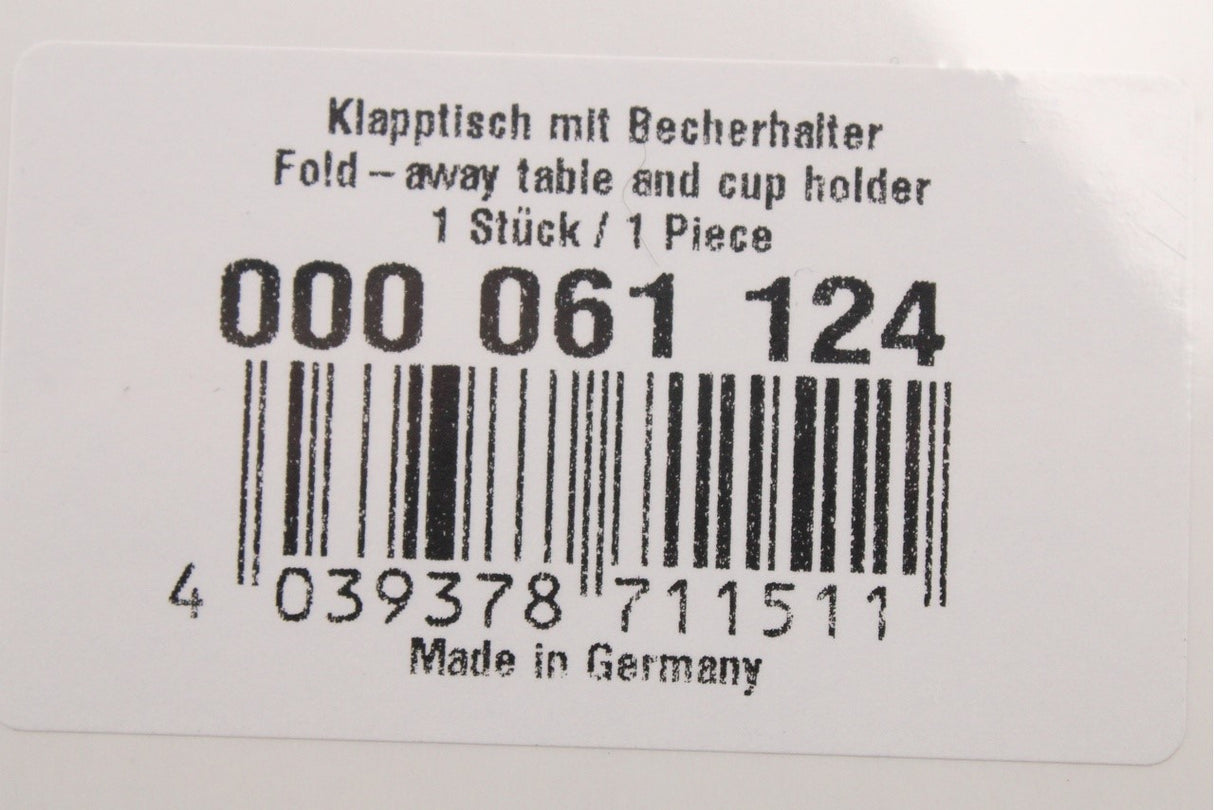 Klapptisch mit Becherhalter
Fold-away table and cup holder
1 Stück / 1 Piece
000 061 124
4 039378 711511
Made in Germany